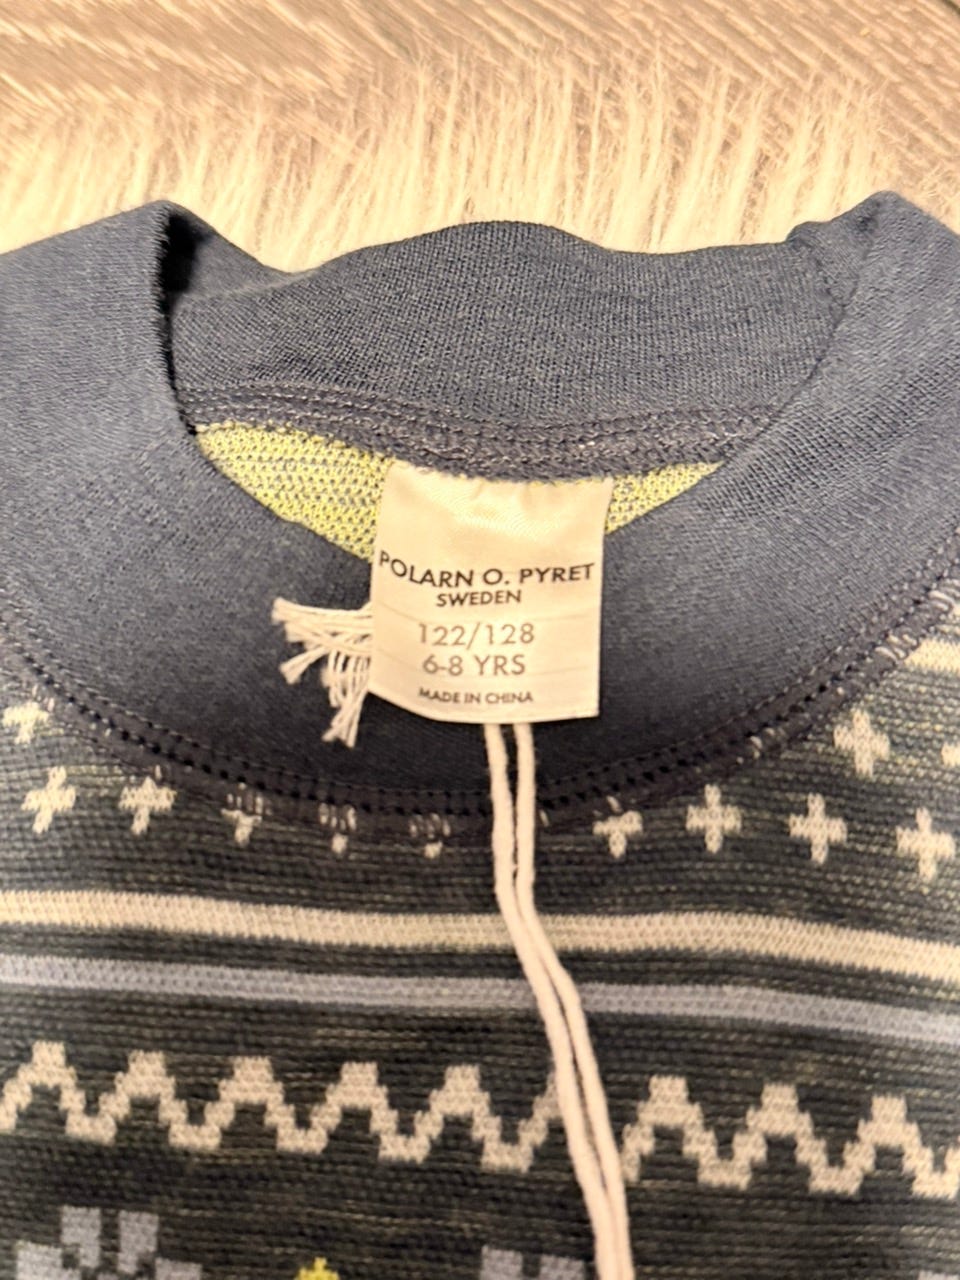 POLARN O. PYRET
SWEDEN
122/128
6-8 YRS
MADE IN CHINA